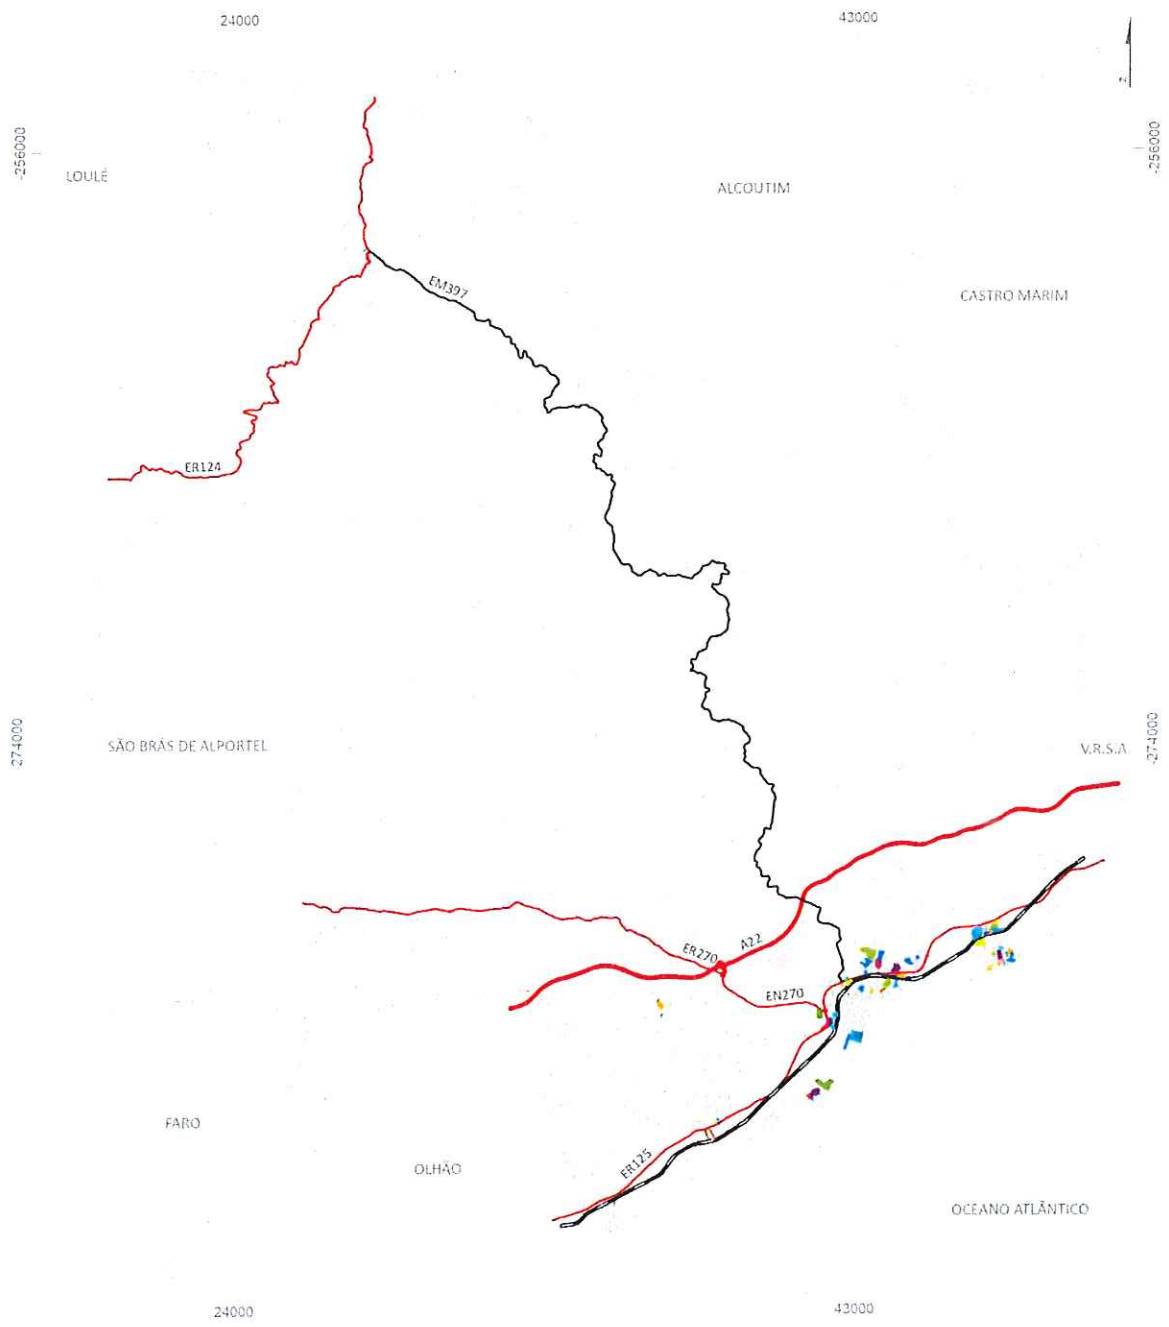 24000
43000
N
-256000
-256000
LOULÉ
ALCOUTIM
CASTRO MARIM
EM397
ER124
274000
-274000
SÃO BRÁS DE ALPORTEL
V.R.S.A
ER270
A22
EN270
FARO
OLHÃO
ER125
OCEANO ATLÂNTICO
24000
43000